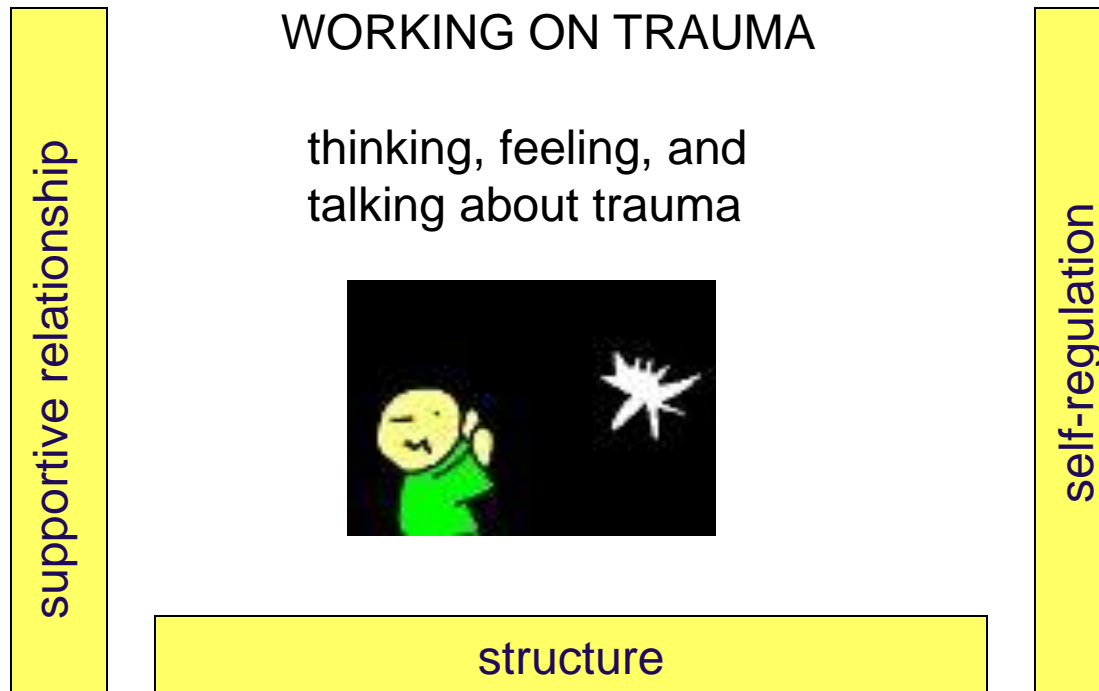 WORKING ON TRAUMA
thinking, feeling, and
talking about trauma
supportive relationship
self-regulation
structure